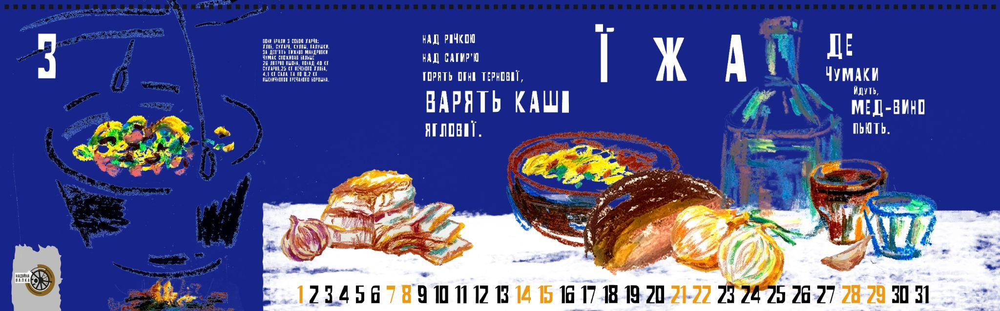 3
ВОНИ БРАЛИ З СОБОЮ ХАРЧІ:
ХЛІБ, СУХАРІ, КУЛІШ, ГАЛУШКИ.
ЗА ДЕВ'ЯТЬ ТИЖНІВ МАНДРІВКИ
ЧУМАК СПОЖИВАВ БІЛЬШЕ
26 ЛІТРІВ ПШОНА, ПОНАД 40 КГ
СУХАРІВ,25 КГ ПЕЧЕНОГО ХЛІБА,
4,1 КГ САЛА ТА ПО 8,2 КГ
ПШЕНИЧНОГОІ ГРЕЧАНОГО БОРОШНА.
НАД РІЧКОЮ
НАД САГИР'Ю
ГОРЯТЬ ОГНІ ТЕРНОВІЇ,
ВАРЯТЬ КАШІ
ЯГЛОВІЇ.
ЇЖА
ДЕ
ЧУМАКИ
ЙДУТЬ,
МЕД-ВИНО
ПЬЮТЬ.
НАДІЙНА
ВАЛКА
1 2 3 4 5 6 7 8 9 10 11 12 13 14 15 16 17 18 19 20 21 22 23 24 25 26 27 28 29 30 31